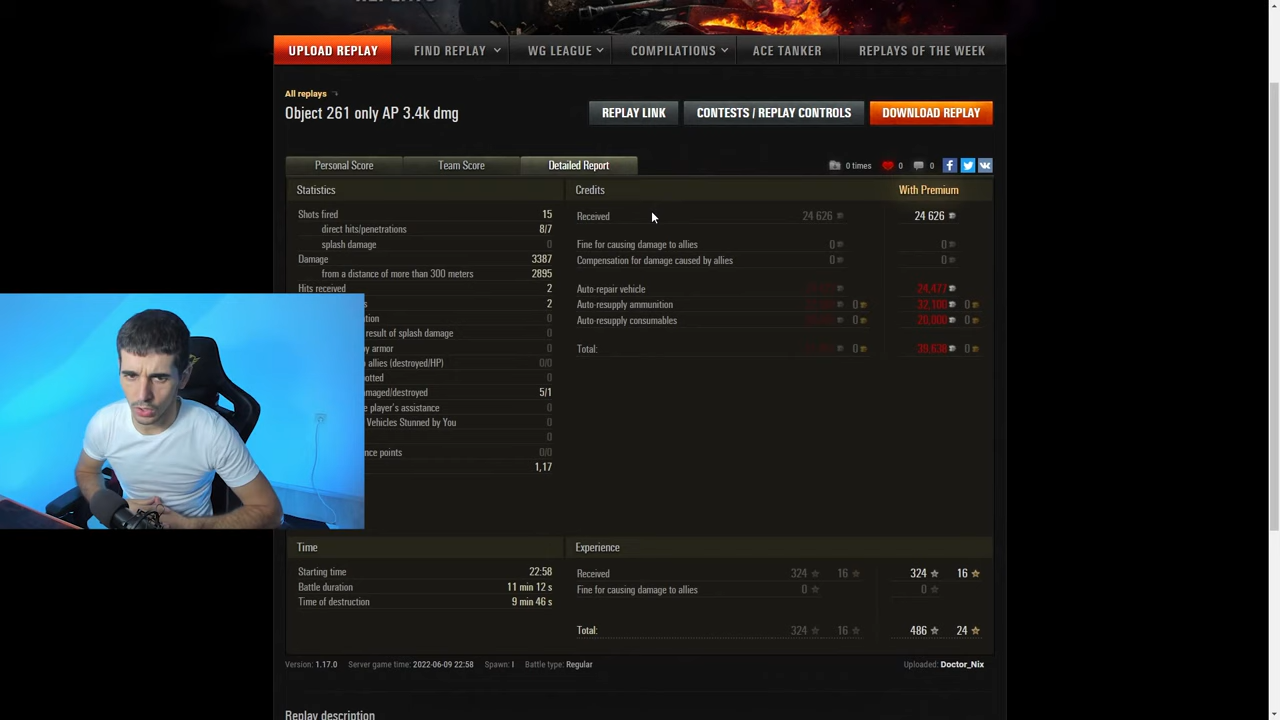 UPLOAD REPLAY FIND REPLAY WG LEAGUE COMPILATIONS ACE TANKER REPLAYS OF THE WEEK
All replays
Object 261 only AP 3.4k dmg
REPLAY LINK CONTESTS / REPLAY CONTROLS DOWNLOAD REPLAY
Personal Score Team Score Detailed Report 0 times 0 0
Statistics
Shots fired 15
direct hits/penetrations 8/7
splash damage 0
Damage 3387
from a distance of more than 300 meters 2895
Hits received 2
2
0
result of splash damage 0
by armor 0
allies (destroyed/HP) 0/0
0
/destroyed 5/1
player's assistance 0
Vehicles Stunned by You 0
0
points 0/0
1,17
Credits With Premium
Received 24 626 24 626
Fine for causing damage to allies 0 0
Compensation for damage caused by allies 0 0
Auto-repair vehicle 24,477
Auto-resupply ammunition 0 32,100 0
Auto-resupply consumables 0 20,000 0
Total: 0 0
Time
Starting time 22:58
Battle duration 11 min 12 s
Time of destruction 9 min 46 s
Experience
Received 324 16 324 16
Fine for causing damage to allies 0 0
Total: 324 16 486 24
Version: 1.17.0 Server game time: 2022-06-09 22:58 Spawn: I Battle type: Regular Uploaded: Doctor_Nix
Replay description